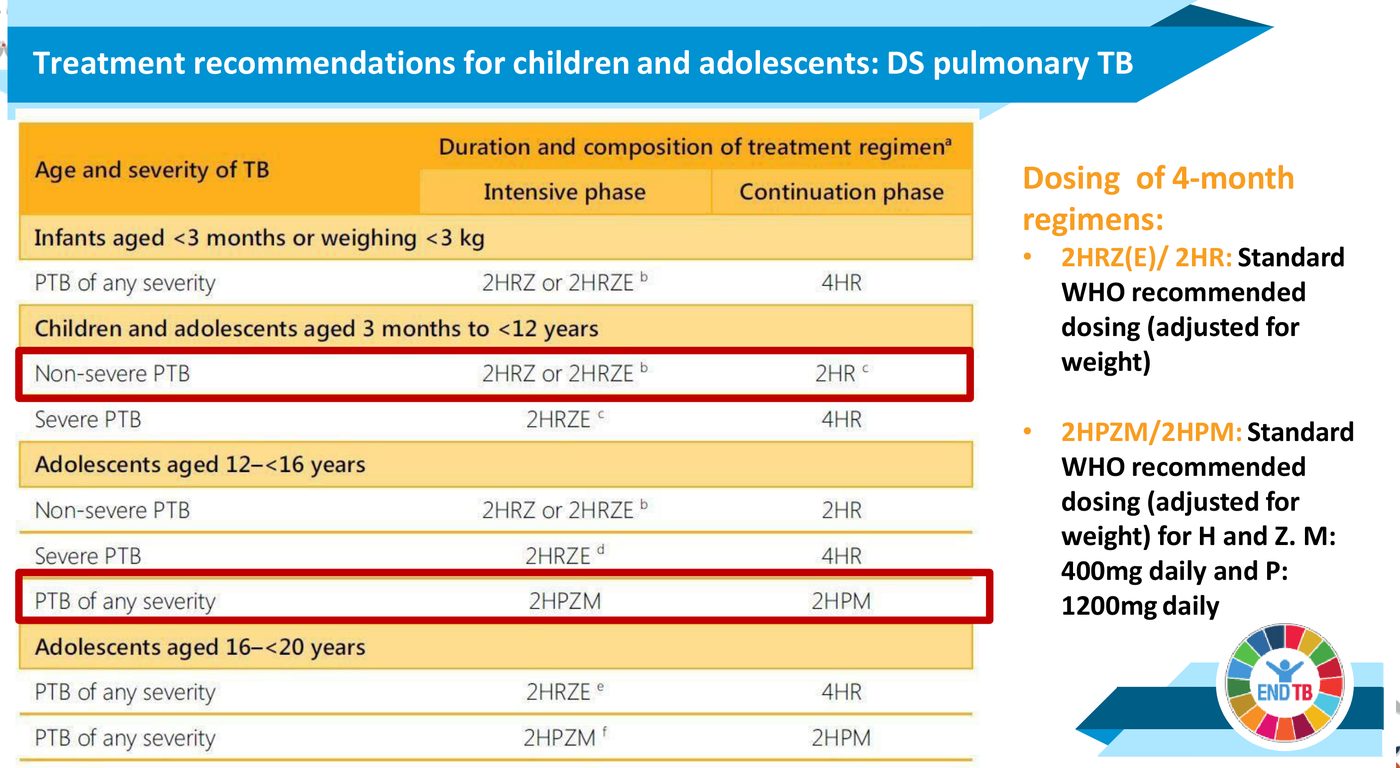 Treatment recommendations for children and adolescents: DS pulmonary TB
Age and severity of TB
Duration and composition of treatment regimenᵃ
Intensive phase
Continuation phase
Infants aged <3 months or weighing <3 kg
PTB of any severity 2HRZ or 2HRZE ᵇ 4HR
Children and adolescents aged 3 months to <12 years
Non-severe PTB 2HRZ or 2HRZE ᵇ 2HR ᶜ
Severe PTB 2HRZE ᶜ 4HR
Adolescents aged 12–<16 years
Non-severe PTB 2HRZ or 2HRZE ᵇ 2HR
Severe PTB 2HRZE ᵈ 4HR
PTB of any severity 2HPZM 2HPM
Adolescents aged 16–<20 years
PTB of any severity 2HRZE ᵉ 4HR
PTB of any severity 2HPZM ᶠ 2HPM
Dosing of 4-month
regimens:
• 2HRZ(E)/ 2HR: Standard
WHO recommended
dosing (adjusted for
weight)
• 2HPZM/2HPM: Standard
WHO recommended
dosing (adjusted for
weight) for H and Z. M:
400mg daily and P:
1200mg daily
END TB